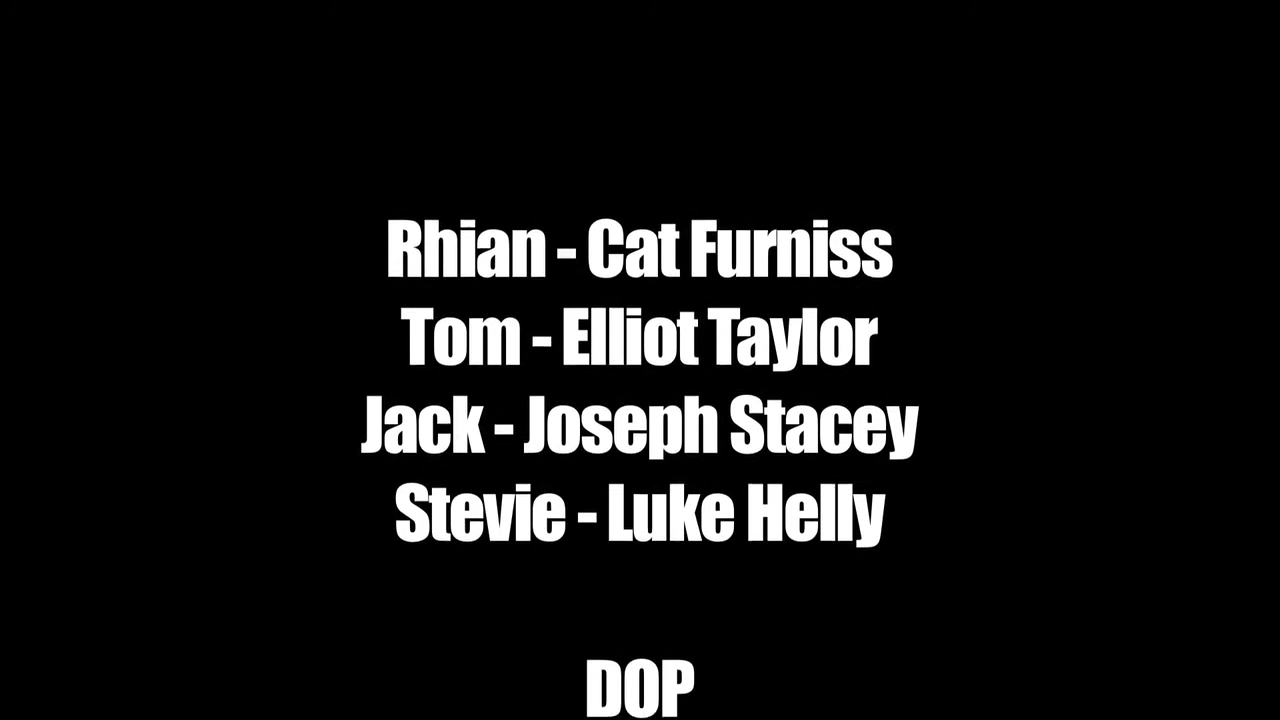 Rhian - Cat Furniss
Tom - Elliot Taylor
Jack - Joseph Stacey
Stevie - Luke Helly
DOP